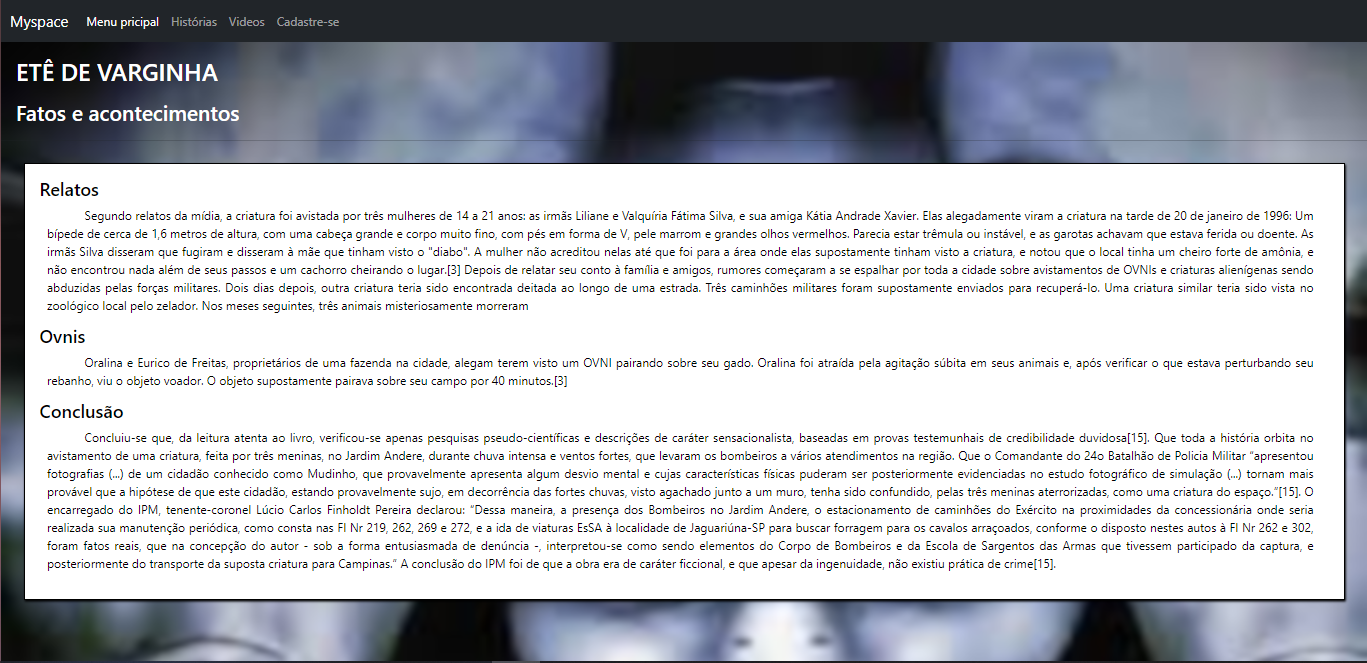 Myspace Menu pricipal Histórias Videos Cadastre-se
ETÊ DE VARGINHA
Fatos e acontecimentos
Relatos
Segundo relatos da mídia, a criatura foi avistada por três mulheres de 14 a 21 anos: as irmãs Liliane e Valquíria Fátima Silva, e sua amiga Kátia Andrade Xavier. Elas alegadamente viram a criatura na tarde de 20 de janeiro de 1996: Um
bípede de cerca de 1,6 metros de altura, com uma cabeça grande e corpo muito fino, com pés em forma de V, pele marrom e grandes olhos vermelhos. Parecia estar trêmula ou instável, e as garotas achavam que estava ferida ou doente. As
irmãs Silva disseram que fugiram e disseram à mãe que tinham visto o "diabo". A mulher não acreditou nelas até que foi para a área onde elas supostamente tinham visto a criatura, e notou que o local tinha um cheiro forte de amônia, e
não encontrou nada além de seus passos e um cachorro cheirando o lugar.[3] Depois de relatar seu conto à família e amigos, rumores começaram a se espalhar por toda a cidade sobre avistamentos de OVNIs e criaturas alienígenas sendo
abduzidas pelas forças militares. Dois dias depois, outra criatura teria sido encontrada deitada ao longo de uma estrada. Três caminhões militares foram supostamente enviados para recuperá-lo. Uma criatura similar teria sido vista no
zoológico local pelo zelador. Nos meses seguintes, três animais misteriosamente morreram
Ovnis
Oralina e Eurico de Freitas, proprietários de uma fazenda na cidade, alegam terem visto um OVNI pairando sobre seu gado. Oralina foi atraída pela agitação súbita em seus animais e, após verificar o que estava perturbando seu
rebanho, viu o objeto voador. O objeto supostamente pairava sobre seu campo por 40 minutos.[3]
Conclusão
Concluiu-se que, da leitura atenta ao livro, verificou-se apenas pesquisas pseudo-científicas e descrições de caráter sensacionalista, baseadas em provas testemunhais de credibilidade duvidosa[15]. Que toda a história orbita no
avistamento de uma criatura, feita por três meninas, no Jardim Andere, durante chuva intensa e ventos fortes, que levaram os bombeiros a vários atendimentos na região. Que o Comandante do 24o Batalhão de Policia Militar “apresentou
fotografias (...) de um cidadão conhecido como Mudinho, que provavelmente apresenta algum desvio mental e cujas características físicas puderam ser posteriormente evidenciadas no estudo fotográfico de simulação (...) tornam mais
provável que a hipótese de que este cidadão, estando provavelmente sujo, em decorrência das fortes chuvas, visto agachado junto a um muro, tenha sido confundido, pelas três meninas aterrorizadas, como uma criatura do espaço.”[15]. O
encarregado do IPM, tenente-coronel Lúcio Carlos Finholdt Pereira declarou: “Dessa maneira, a presença dos Bombeiros no Jardim Andere, o estacionamento de caminhões do Exército na proximidades da concessionária onde seria
realizada sua manutenção periódica, como consta nas Fl Nr 219, 262, 269 e 272, e a ida de viaturas EsSA à localidade de Jaguariúna-SP para buscar forragem para os cavalos arraçoados, conforme o disposto nestes autos à Fl Nr 262 e 302,
foram fatos reais, que na concepção do autor - sob a forma entusiasmada de denúncia -, interpretou-se como sendo elementos do Corpo de Bombeiros e da Escola de Sargentos das Armas que tivessem participado da captura, e
posteriormente do transporte da suposta criatura para Campinas.” A conclusão do IPM foi de que a obra era de caráter ficcional, e que apesar da ingenuidade, não existiu prática de crime[15].